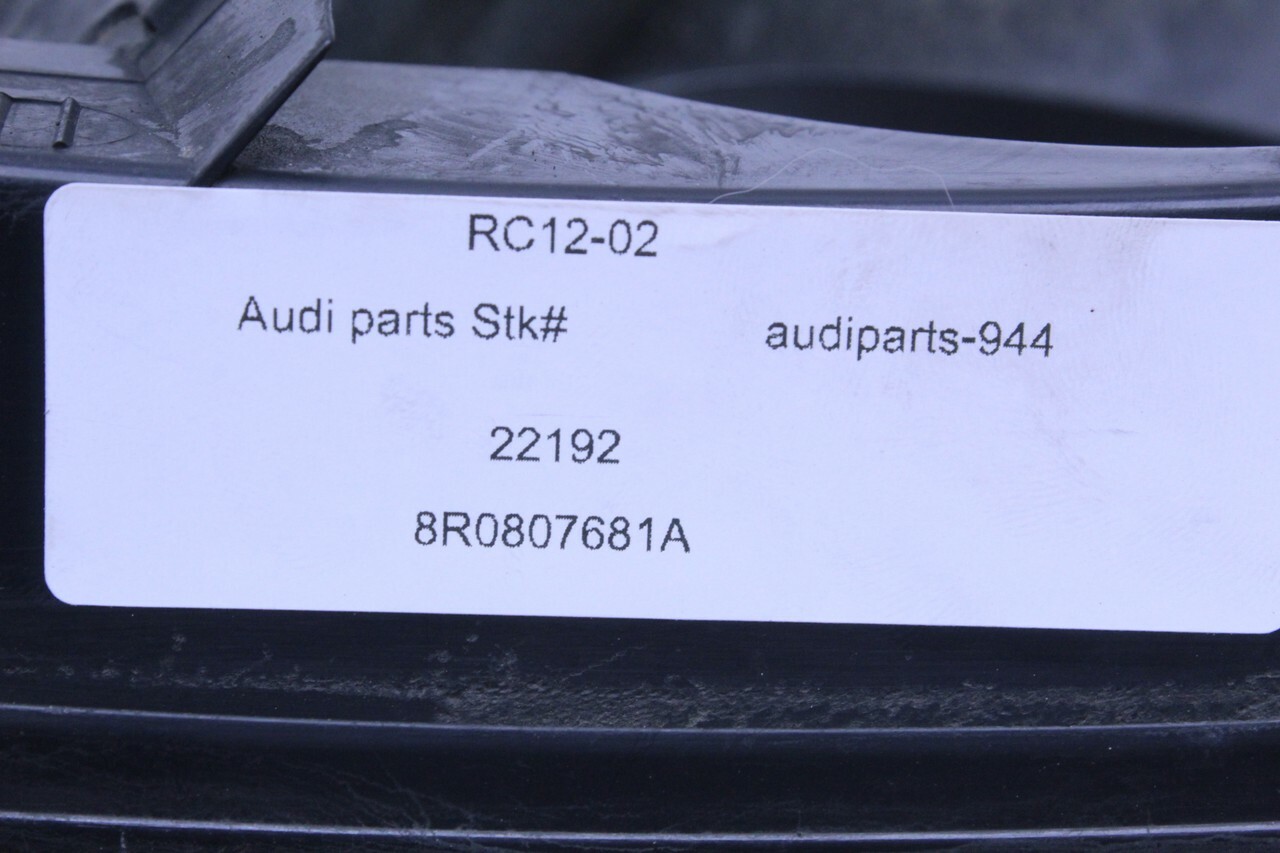 RC12-02
Audi parts Stk# audiparts-944
22192
8R0807681A